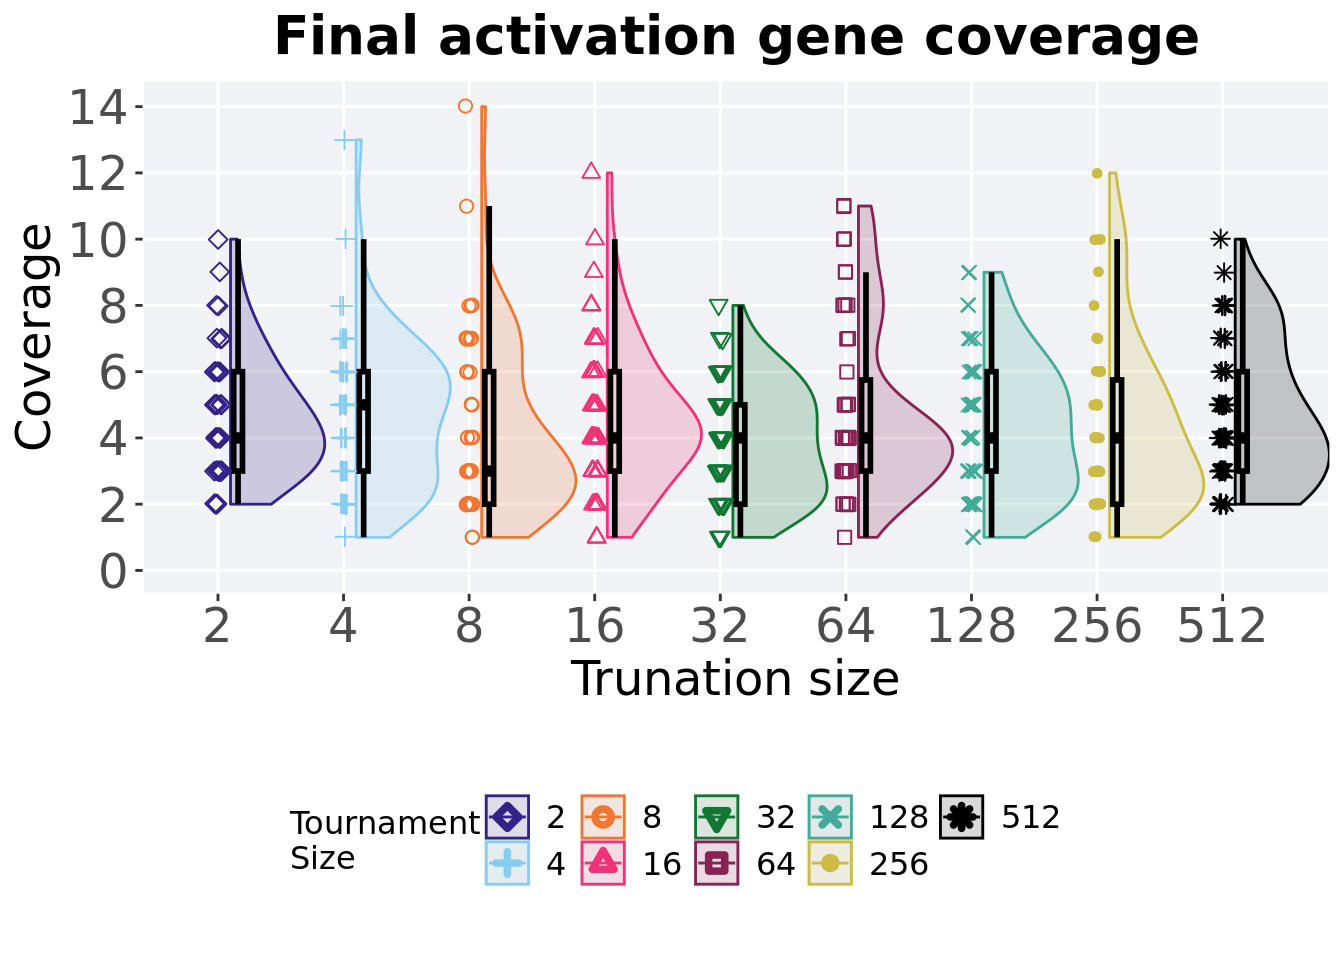 Final activation gene coverage
Coverage
14
12
10
8
6
4
2
0
2 4 8 16 32 64 128 256 512
Trunation size
Tournament
Size
2 8 32 128 512
4 16 64 256